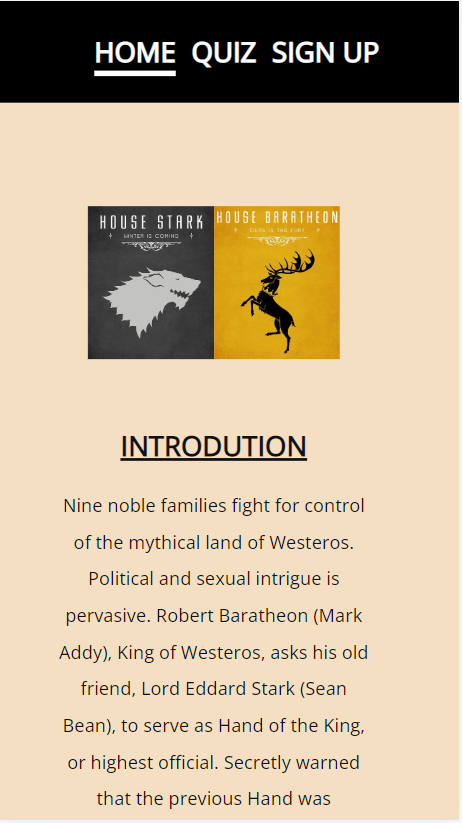 HOME QUIZ SIGN UP
HOUSE STARK
WINTER IS COMING
HOUSE BARATHEON
OURS IS THE FURY
INTRODUTION
Nine noble families fight for control
of the mythical land of Westeros.
Political and sexual intrigue is
pervasive. Robert Baratheon (Mark
Addy), King of Westeros, asks his old
friend, Lord Eddard Stark (Sean
Bean), to serve as Hand of the King,
or highest official. Secretly warned
that the previous Hand was